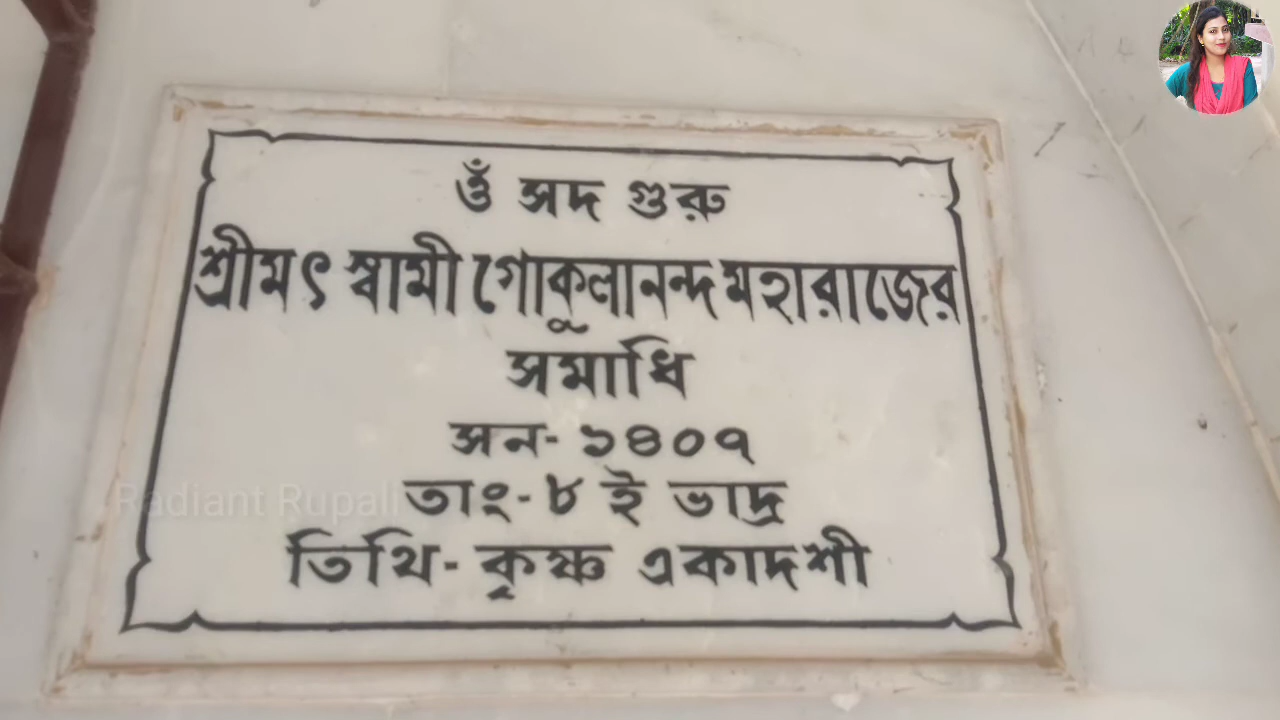 ওঁ সদ গুরু
শ্রীমৎ স্বামী গোকুলানন্দ মহারাজের
সমাধি
সন- ১৪০৭
তাং- ৮ ই ভাদ্র
তিথি- কৃষ্ণ একাদশী
Radiant Rupali